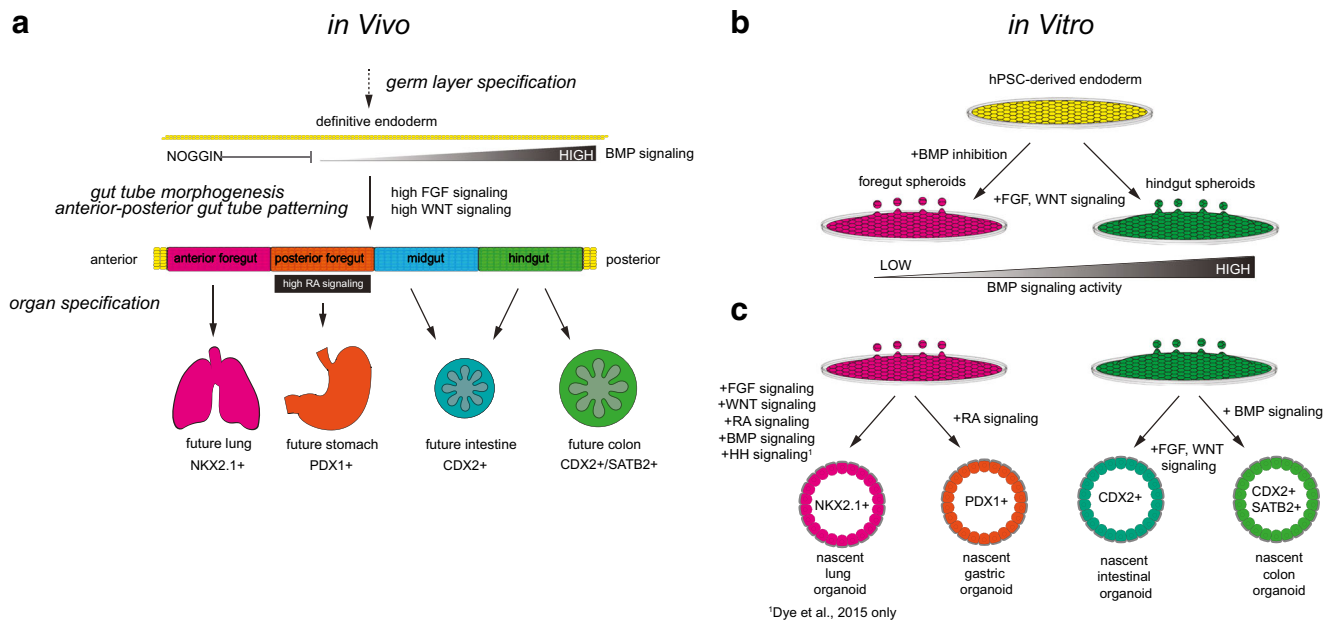 a
in Vivo
germ layer specification
definitive endoderm
NOGGIN
HIGH
BMP signaling
gut tube morphogenesis
anterior-posterior gut tube patterning
high FGF signaling
high WNT signaling
anterior
anterior foregut
posterior foregut
midgut
hindgut
posterior
high RA signaling
organ specification
future lung
NKX2.1+
future stomach
PDX1+
future intestine
CDX2+
future colon
CDX2+/SATB2+
b
in Vitro
hPSC-derived endoderm
+BMP inhibition
foregut spheroids
hindgut spheroids
+FGF, WNT signaling
LOW
HIGH
BMP signaling activity
c
+FGF signaling
+WNT signaling
+RA signaling
+BMP signaling
+HH signaling¹
+RA signaling
+ BMP signaling
+FGF, WNT
signaling
NKX2.1+
PDX1+
CDX2+
CDX2+
SATB2+
nascent
lung
organoid
nascent
gastric
organoid
nascent
intestinal
organoid
nascent
colon
organoid
¹Dye et al., 2015 only